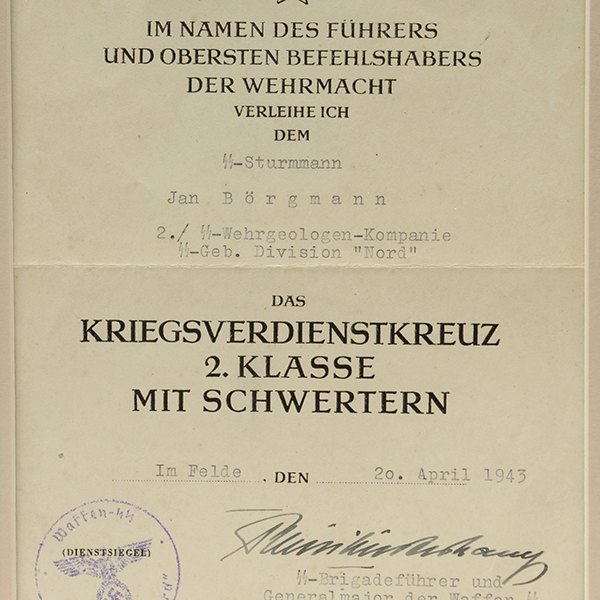 IM NAMEN DES FÜHRERS
UND OBERSTEN BEFEHLSHABERS
DER WEHRMACHT
VERLEIHE ICH
DEM
ᛋᛋ-Sturmmann
Jan Börgmann
2./ ᛋᛋ-Wehrgeologen-Kompanie
ᛋᛋ-Geb. Division "Nord"
DAS
KRIEGSVERDIENSTKREUZ
2. KLASSE
MIT SCHWERTERN
Im Felde, DEN 20. April 1943
Waffen-ᛋᛋ
(DIENSTSIEGEL)
ᛋᛋ-Brigadeführer und
Generalmajor der Waffen ᛋᛋ